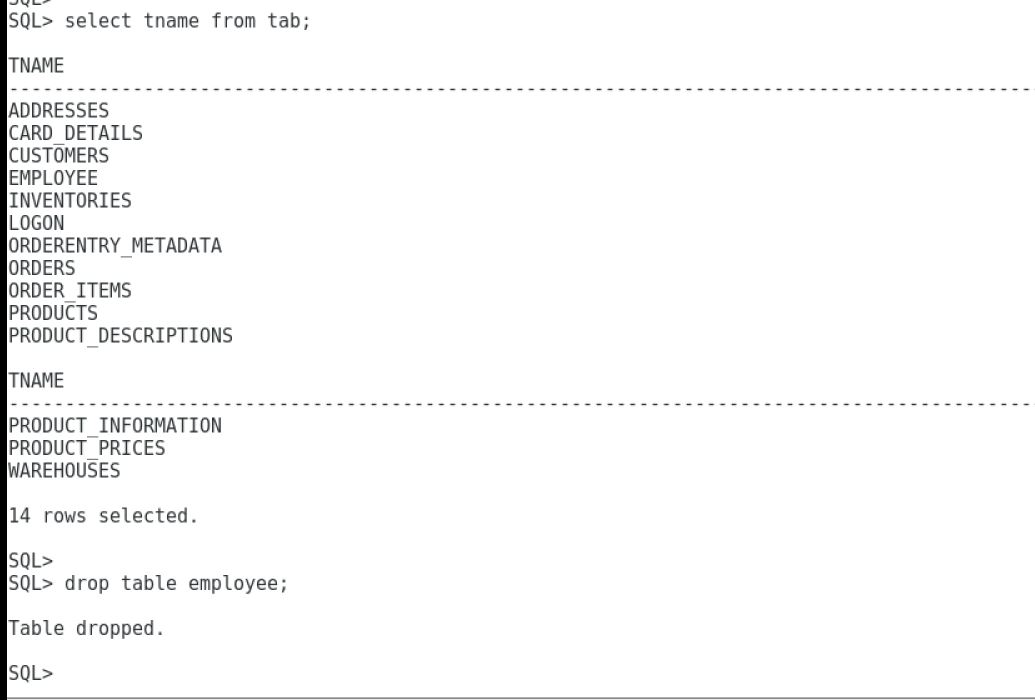 SQL>
SQL> select tname from tab;
TNAME
--------------------------------------------------------------------------------
ADDRESSES
CARD_DETAILS
CUSTOMERS
EMPLOYEE
INVENTORIES
LOGON
ORDERENTRY_METADATA
ORDERS
ORDER_ITEMS
PRODUCTS
PRODUCT_DESCRIPTIONS
TNAME
--------------------------------------------------------------------------------
PRODUCT_INFORMATION
PRODUCT_PRICES
WAREHOUSES
14 rows selected.
SQL>
SQL> drop table employee;
Table dropped.
SQL>